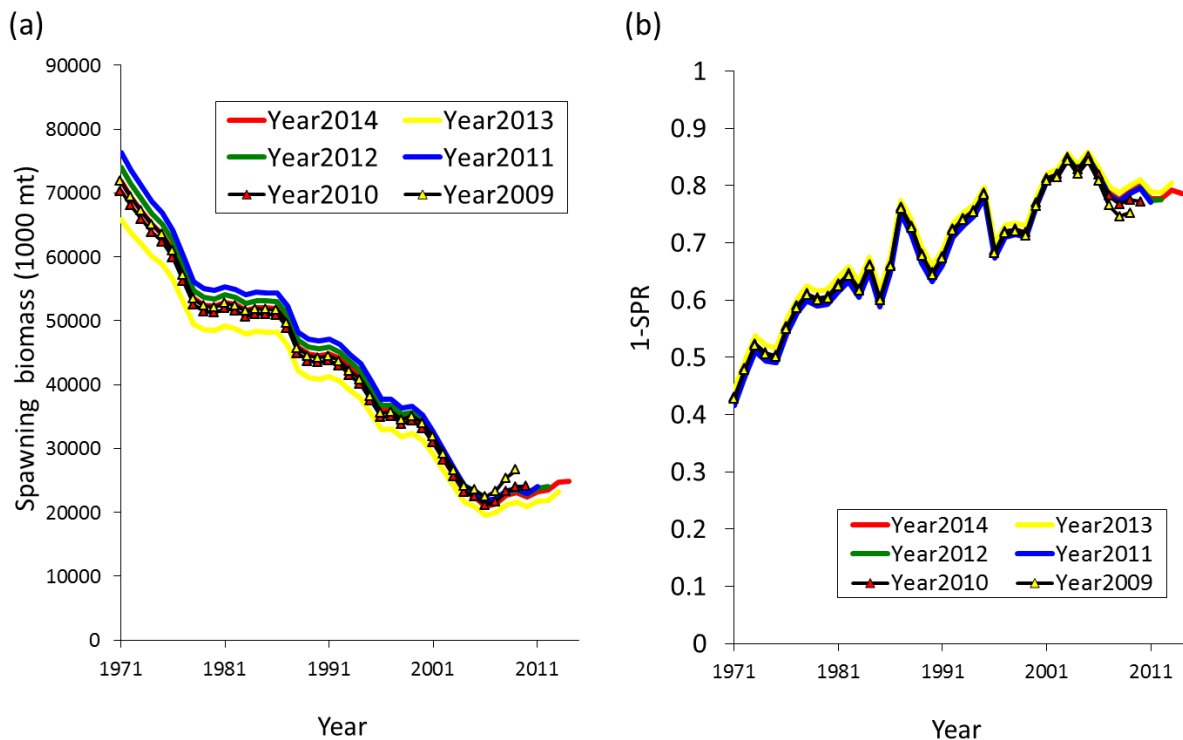 (a)
Spawning biomass (1000 mt)
90000
80000
70000
60000
50000
40000
30000
20000
10000
0
1971
1981
1991
2001
2011
Year
Year2014
Year2013
Year2012
Year2011
Year2010
Year2009
(b)
1-SPR
1
0.9
0.8
0.7
0.6
0.5
0.4
0.3
0.2
0.1
0
1971
1981
1991
2001
2011
Year
Year2014
Year2013
Year2012
Year2011
Year2010
Year2009